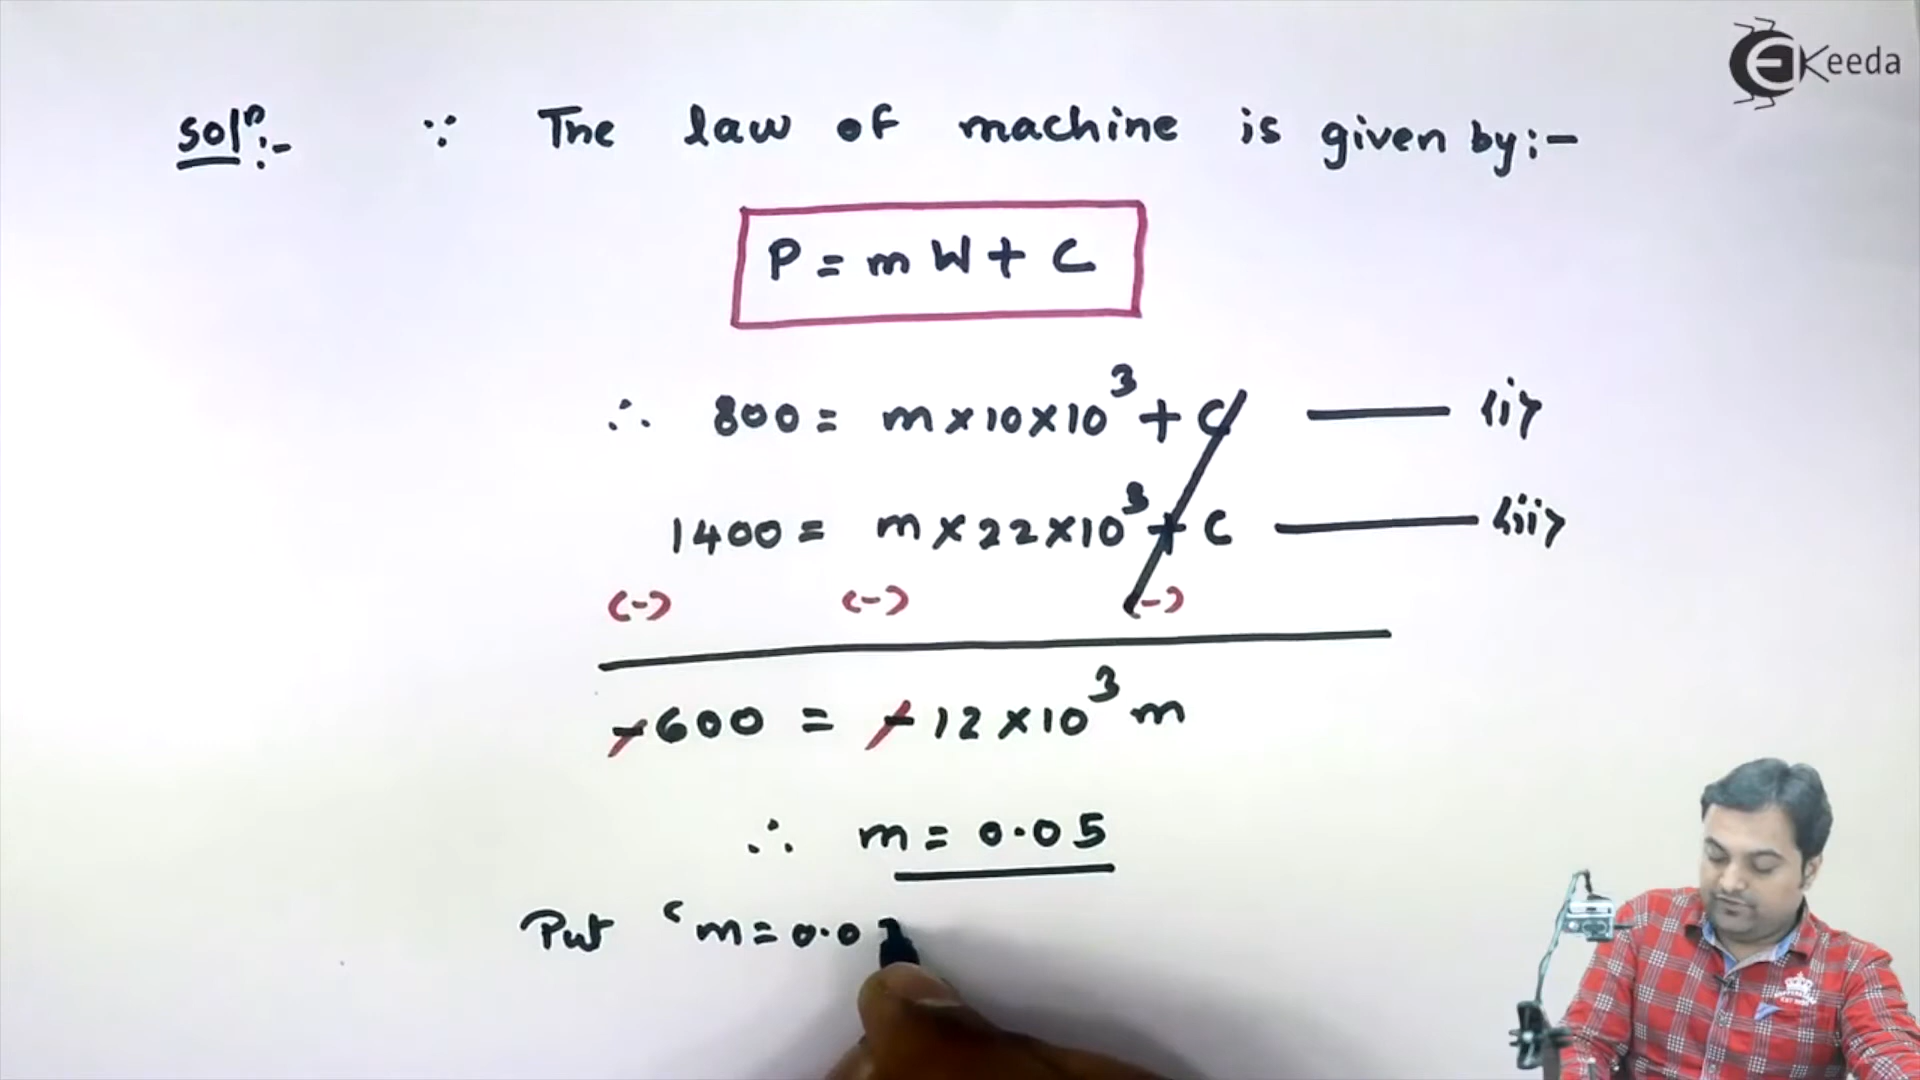 Keeda
Solⁿ:- ∵ The law of machine is given by:-
P = mW + C
∴ 800 = m×10×10³ + C —— (i)
1400 = m×22×10³ + C —— (ii)
(-) (-) (-)
-600 = -12×10³ m
∴ m = 0.05
Put 'm = 0.0